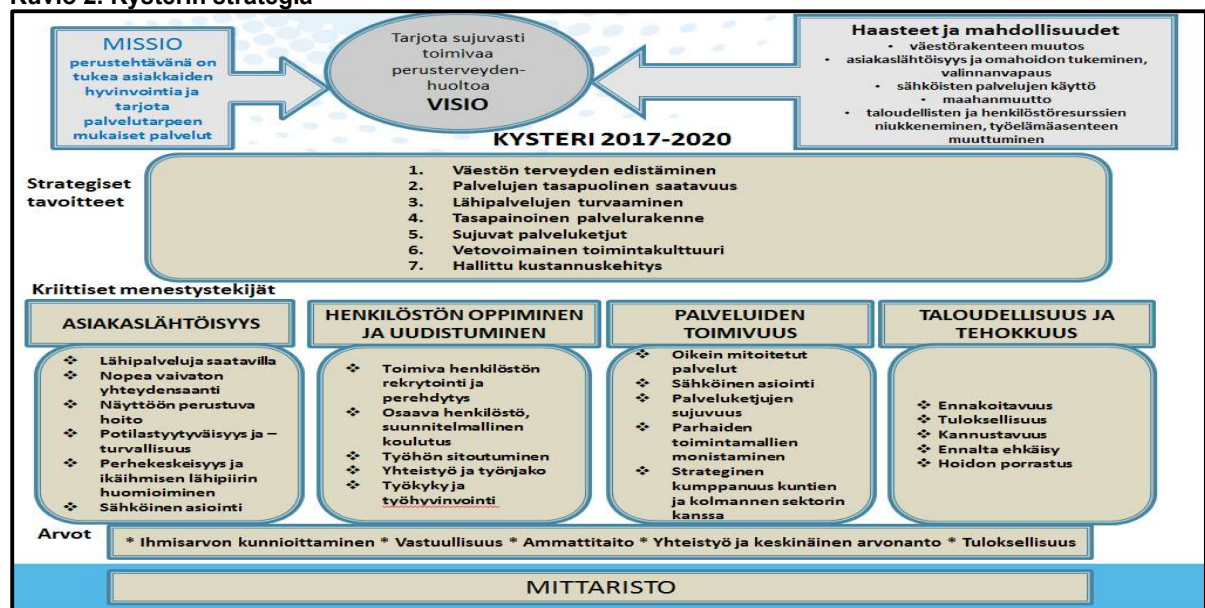 Kuvio 2. Kysterin strategia
MISSIO
perustehtävänä on
tukea asiakkaiden
hyvinvointia ja
tarjota
palvelutarpeen
mukaiset palvelut
Tarjota sujuvasti
toimivaa
perusterveyden-
huoltoa
VISIO
Haasteet ja mahdollisuudet
• väestörakenteen muutos
• asiakaslähtöisyys ja omahoidon tukeminen,
valinnanvapaus
• sähköisten palvelujen käyttö
• maahanmuutto
• taloudellisten ja henkilöstöresurssien
niukkeneminen, työelämäasenteen
muuttuminen
KYSTERI 2017-2020
Strategiset
tavoitteet
1. Väestön terveyden edistäminen
2. Palvelujen tasapuolinen saatavuus
3. Lähipalvelujen turvaaminen
4. Tasapainoinen palvelurakenne
5. Sujuvat palveluketjut
6. Vetovoimainen toimintakulttuuri
7. Hallittu kustannuskehitys
Kriittiset menestystekijät
ASIAKASLÄHTÖISYYS
❖ Lähipalveluja saatavilla
❖ Nopea vaivaton
yhteydensaanti
❖ Näyttöön perustuva
hoito
❖ Potilastyytyväisyys ja –
turvallisuus
❖ Perhekeskeisyys ja
ikäihmisen lähipiirin
huomioiminen
❖ Sähköinen asiointi
HENKILÖSTÖN OPPIMINEN
JA UUDISTUMINEN
❖ Toimiva henkilöstön
rekrytointi ja
perehdytys
❖ Osaava henkilöstö,
suunnitelmallinen
koulutus
❖ Työhön sitoutuminen
❖ Yhteistyö ja työnjako
❖ Työkyky ja
työhyvinvointi
PALVELUIDEN
TOIMIVUUS
❖ Oikein mitoitetut
palvelut
❖ Sähköinen asiointi
❖ Palveluketjujen
sujuvuus
❖ Parhaiden
toimintamallien
monistaminen
❖ Strateginen
kumppanuus kuntien
ja kolmannen sektorin
kanssa
TALOUDELLISUUS JA
TEHOKKUUS
❖ Ennakoitavuus
❖ Tuloksellisuus
❖ Kannustavuus
❖ Ennalta ehkäisy
❖ Hoidon porrastus
Arvot
* Ihmisarvon kunnioittaminen * Vastuullisuus * Ammattitaito * Yhteistyö ja keskinäinen arvonanto * Tuloksellisuus
MITTARISTO